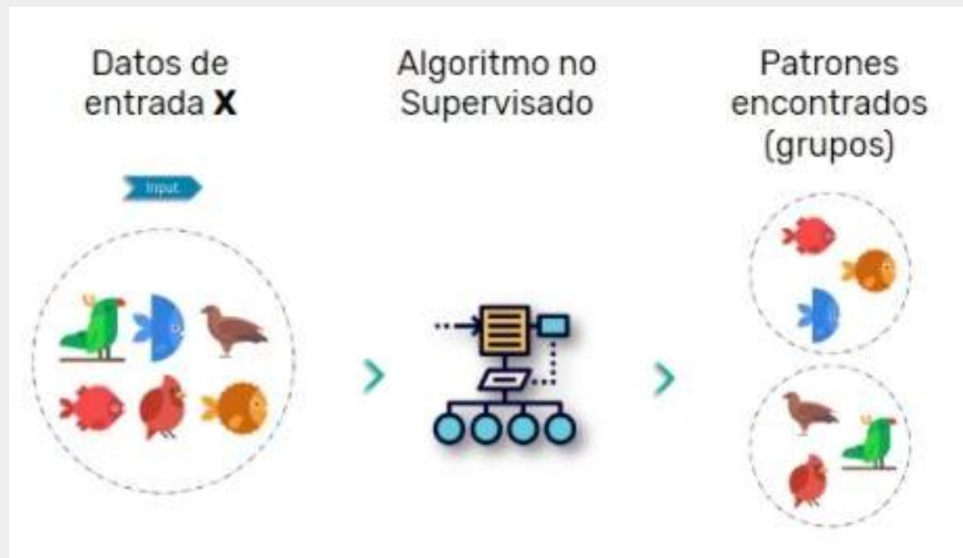 Datos de
entrada X
Algoritmo no
Supervisado
Patrones
encontrados
(grupos)
Input